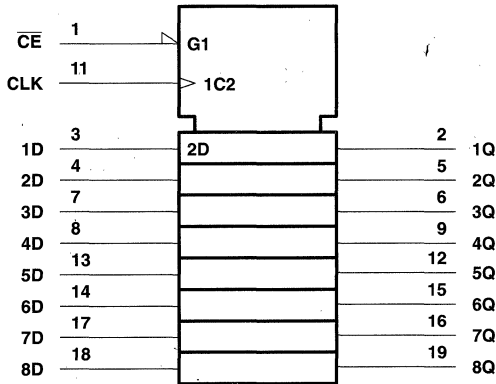 C̅E̅ 1 G1
CLK 11 1C2
1D 3 2D 2 1Q
2D 4 5 2Q
3D 7 6 3Q
4D 8 9 4Q
5D 13 12 5Q
6D 14 15 6Q
7D 17 16 7Q
8D 18 19 8Q